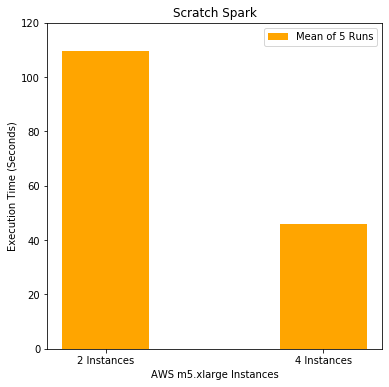 Scratch Spark
Mean of 5 Runs
Execution Time (Seconds)
120
100
80
60
40
20
0
2 Instances
4 Instances
AWS m5.xlarge Instances